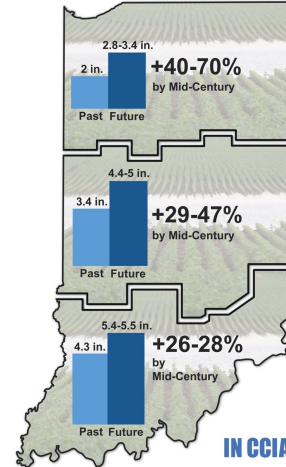 2.8-3.4 in.
2 in.
+40-70%
by Mid-Century
Past Future
4.4-5 in.
3.4 in.
+29-47%
by Mid-Century
Past Future
5.4-5.5 in.
4.3 in.
+26-28%
by
Mid-Century
Past Future
IN CCIA